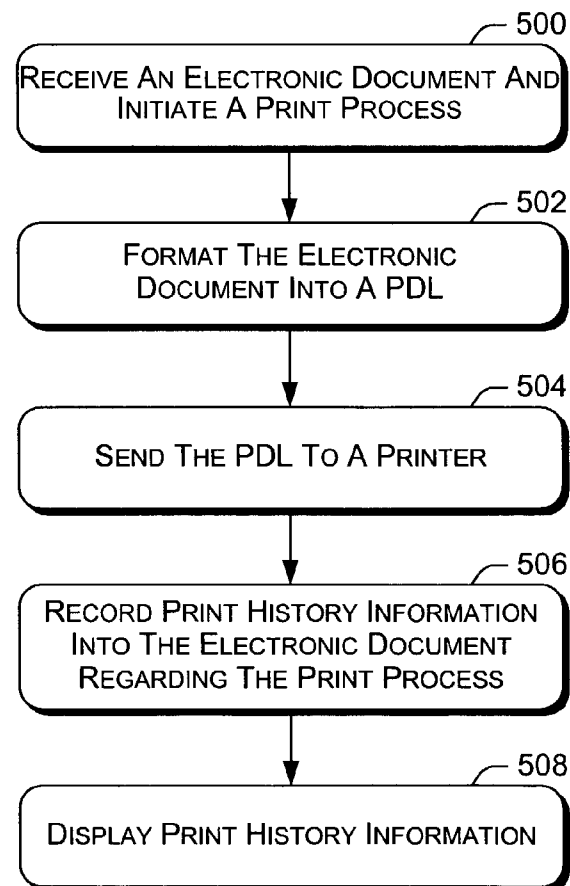 500
RECEIVE AN ELECTRONIC DOCUMENT AND
INITIATE A PRINT PROCESS
502
FORMAT THE ELECTRONIC
DOCUMENT INTO A PDL
504
SEND THE PDL TO A PRINTER
506
RECORD PRINT HISTORY INFORMATION
INTO THE ELECTRONIC DOCUMENT
REGARDING THE PRINT PROCESS
508
DISPLAY PRINT HISTORY INFORMATION